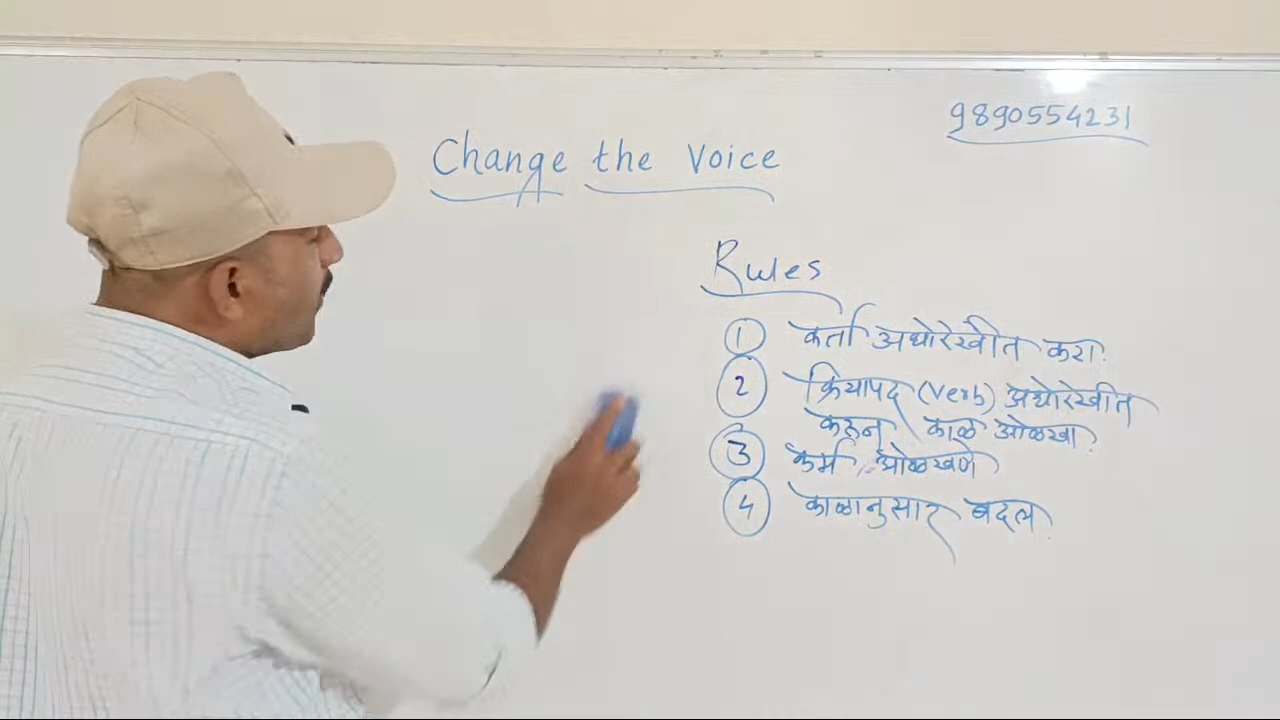 9890554231
Change the Voice
Rules
1 कर्ता अधोरेखीत करा.
2 क्रियापद (Verb) अधोरेखीत
करून काळ ओळखा.
3 कर्म ओळखणे
4 काळानुसार बदल.